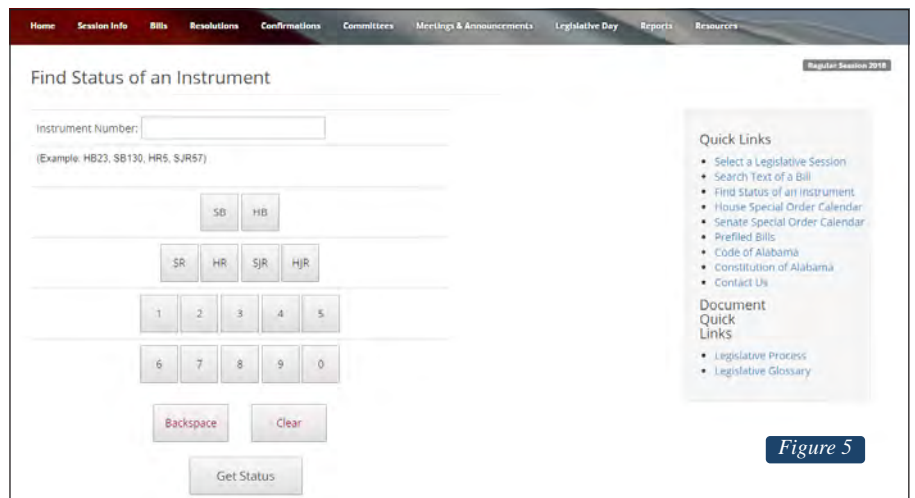 Home Session Info Bills Resolutions Confirmations Committees Meetings & Announcements Legislative Day Reports Resources
Regular Session 2018
Find Status of an Instrument
Instrument Number:
(Example: HB23, SB130, HR5, SJR57)
SB HB
SR HR SJR HJR
1 2 3 4 5
6 7 8 9 0
Backspace Clear
Get Status
Quick Links
• Select a Legislative Session
• Search Text of a Bill
• Find Status of an Instrument
• House Special Order Calendar
• Senate Special Order Calendar
• Prefiled Bills
• Code of Alabama
• Constitution of Alabama
• Contact Us
Document
Quick
Links
• Legislative Process
• Legislative Glossary
Figure 5